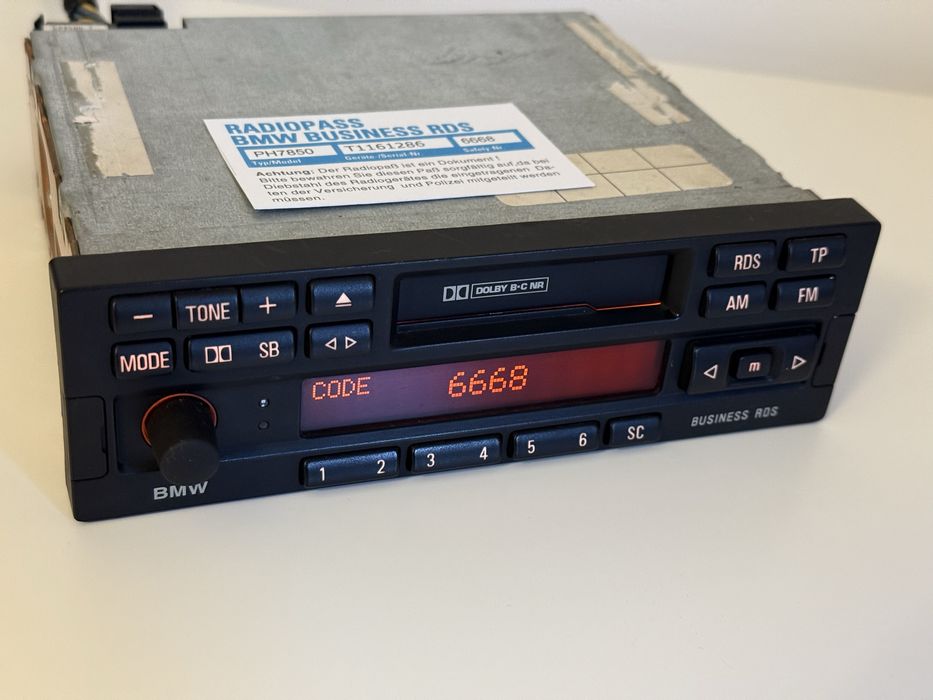 RADIOPASS
BMW BUSINESS RDS
PH7850 T1161286 6668
Typ/Model Geräte-/Serial Nr. Safety Nr.
Achtung: Der Radiopaß ist ein Dokument !
Bitte bewahren Sie diesen Paß sorgfältig auf,da bei
Diebstahl des Radiogerätes die eingetragenen Da-
ten der Versicherung und Polizei mitgeteilt werden
müssen.
− TONE +
DOLBY B·C NR
RDS TP
AM FM
MODE SB
m
CODE 6668
BUSINESS RDS
1 2 3 4 5 6 SC
BMW